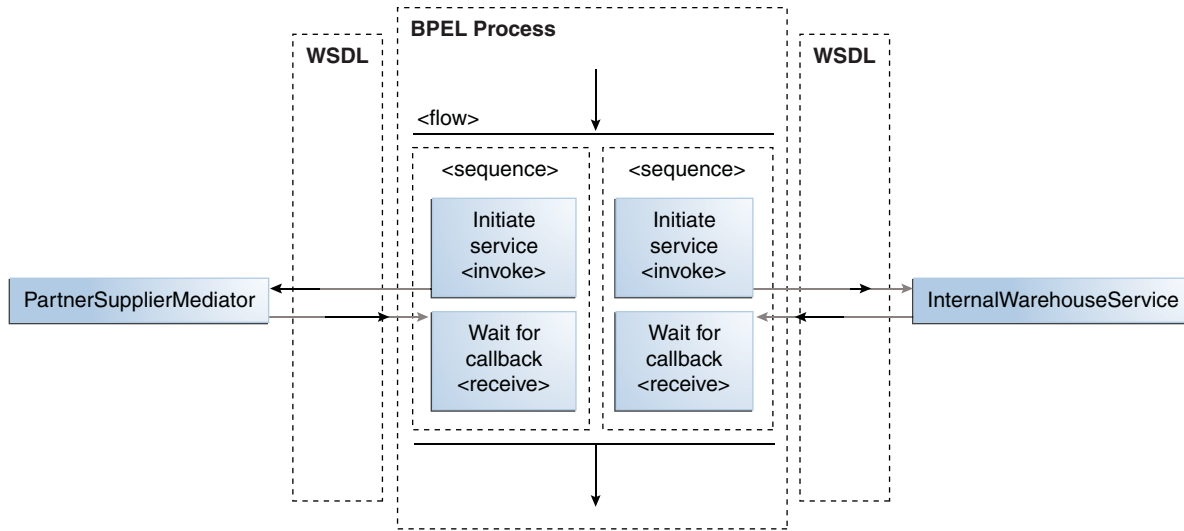 BPEL Process
WSDL
WSDL
<flow>
<sequence>
<sequence>
Initiate
service
<invoke>
Initiate
service
<invoke>
PartnerSupplierMediator
InternalWarehouseService
Wait for
callback
<receive>
Wait for
callback
<receive>